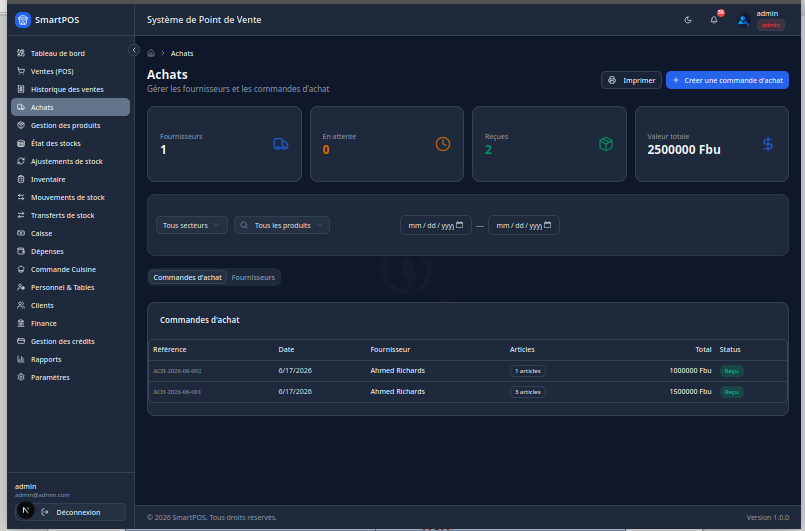 SmartPOS
Système de Point de Vente
admin
admin
Tableau de bord
Ventes (POS)
Historique des ventes
Achats
Gestion des produits
État des stocks
Ajustements de stock
Inventaire
Mouvements de stock
Transferts de stock
Caisse
Dépenses
Commande Cuisine
Personnel & Tables
Clients
Finance
Gestion des crédits
Rapports
Paramètres
admin
admin@admin.com
N
Déconnexion
Achats
Achats
Gérer les fournisseurs et les commandes d'achat
Imprimer
Créer une commande d'achat
Fournisseurs
1
En attente
0
Reçues
2
Valeur totale
2500000 Fbu
Tous secteurs
Tous les produits
mm / dd / yyyy
—
mm / dd / yyyy
Commandes d'achat
Fournisseurs
Commandes d'achat
Référence Date Fournisseur Articles Total Status
ACH-2026-06-002 6/17/2026 Ahmed Richards 1 articles 1000000 Fbu Reçu
ACH-2026-06-001 6/17/2026 Ahmed Richards 3 articles 1500000 Fbu Reçu
© 2026 SmartPOS. Tous droits réservés.
Version 1.0.0